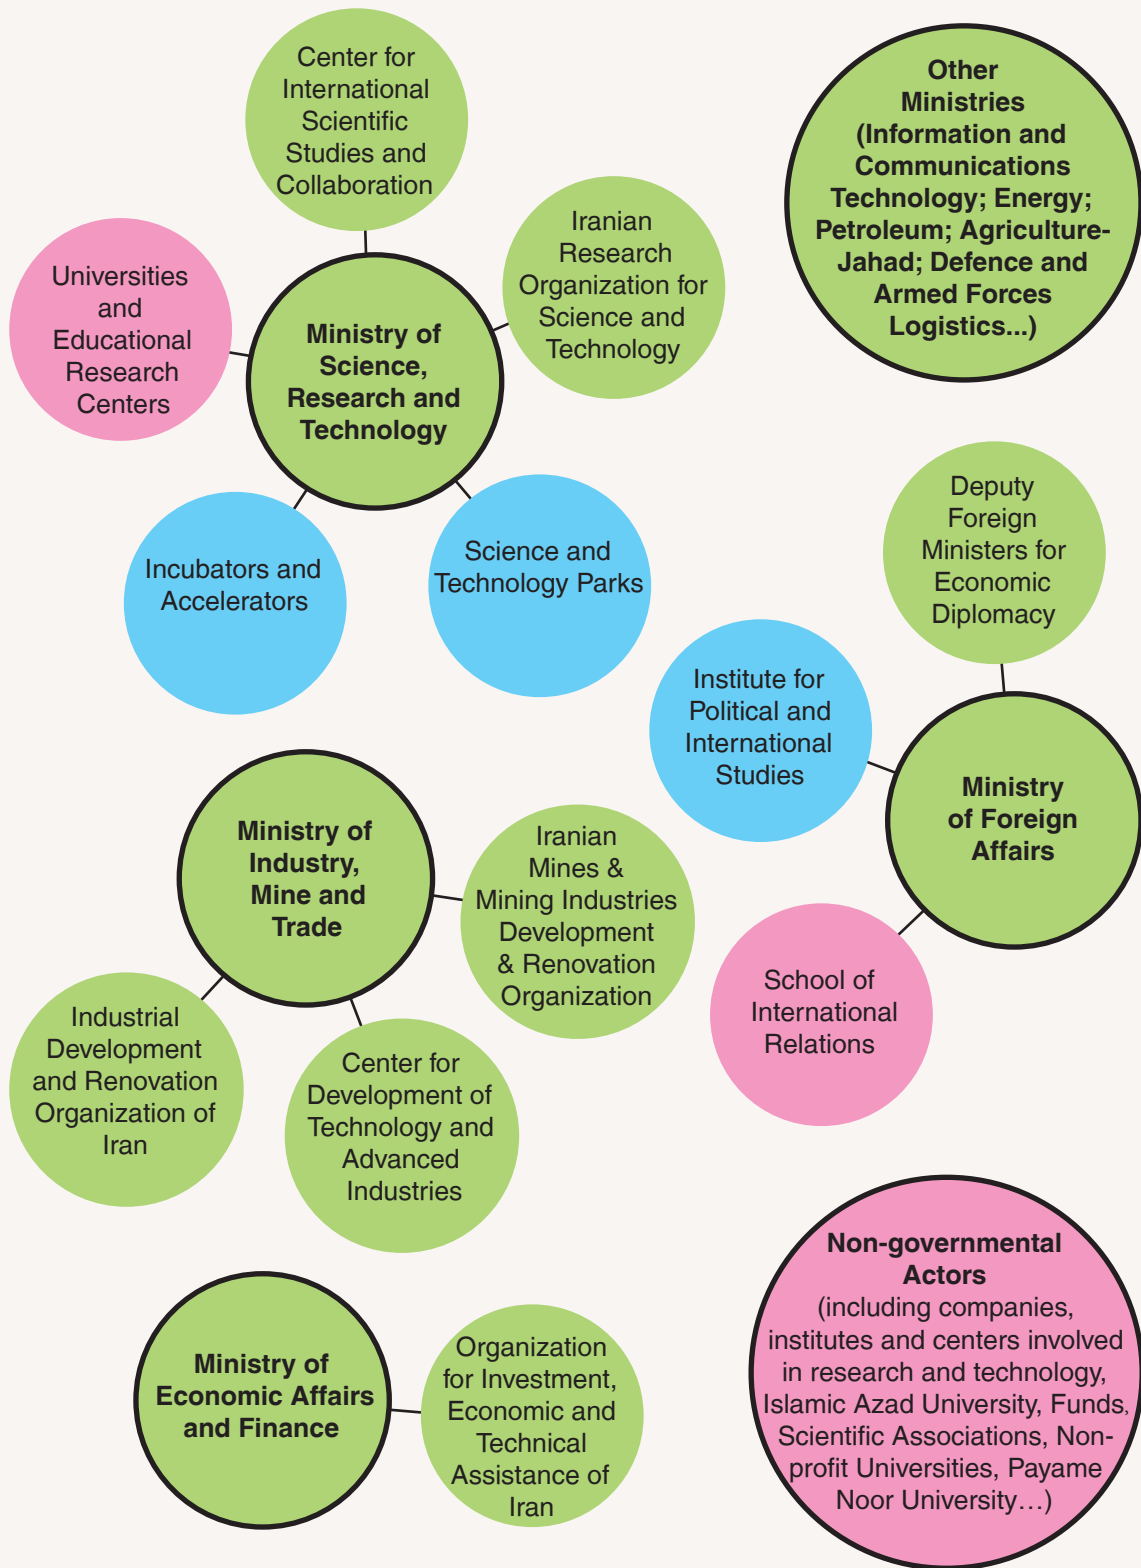 Center for
International
Scientific
Studies and
Collaboration
Other
Ministries
(Information and
Communications
Technology; Energy;
Petroleum; Agriculture-
Jahad; Defence and
Armed Forces
Logistics...)
Iranian
Research
Organization for
Science and
Technology
Universities
and
Educational
Research
Centers
Ministry of
Science,
Research and
Technology
Deputy
Foreign
Ministers for
Economic
Diplomacy
Science and
Technology Parks
Incubators and
Accelerators
Institute for
Political and
International
Studies
Ministry
of Foreign
Affairs
Ministry of
Industry,
Mine and
Trade
Iranian
Mines &
Mining Industries
Development
& Renovation
Organization
School of
International
Relations
Industrial
Development
and Renovation
Organization of
Iran
Center for
Development of
Technology and
Advanced
Industries
Non-governmental
Actors
(including companies,
institutes and centers involved
in research and technology,
Islamic Azad University, Funds,
Scientific Associations, Non-
profit Universities, Payame
Noor University…)
Ministry of
Economic Affairs
and Finance
Organization
for Investment,
Economic and
Technical
Assistance of
Iran